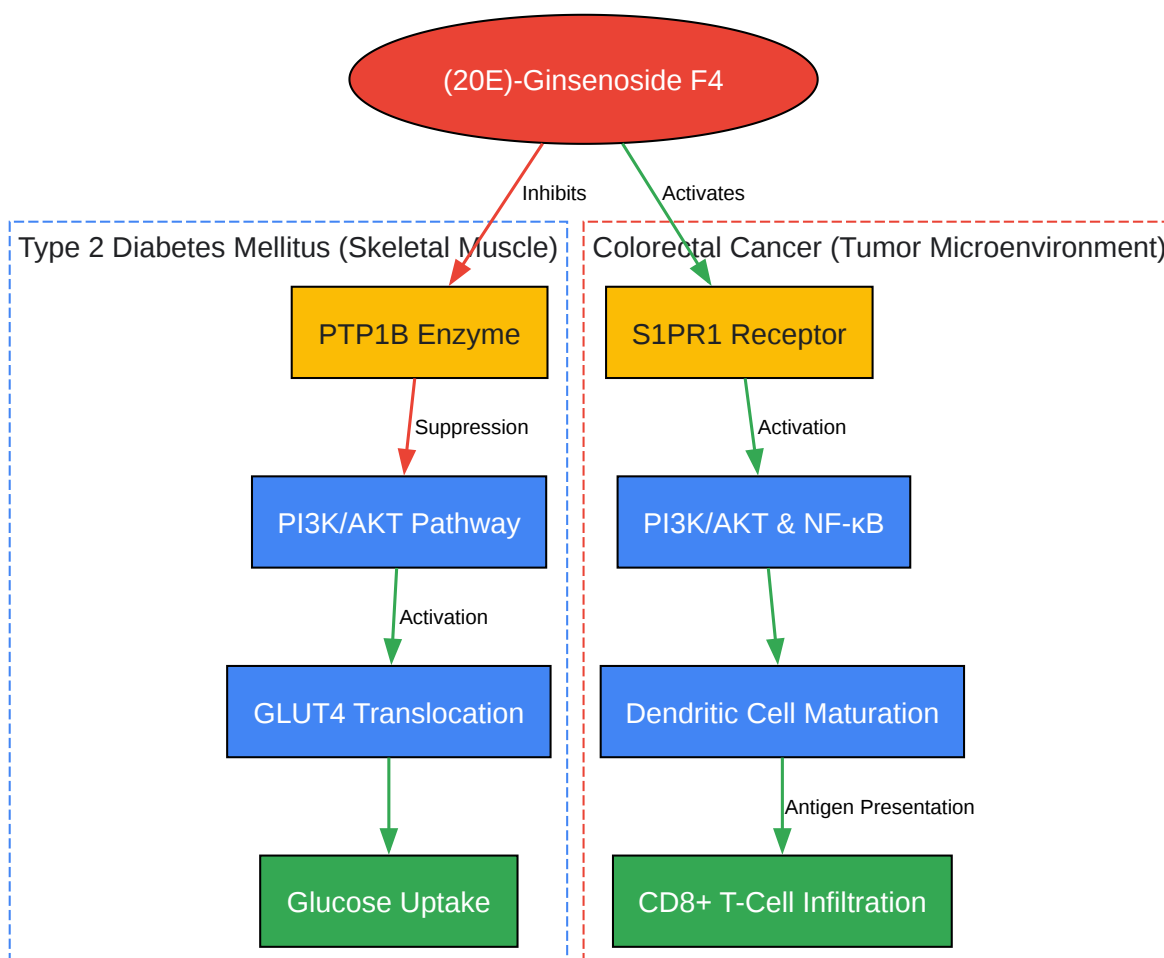 (20E)-Ginsenoside F4
Inhibits
Activates
Type 2 Diabetes Mellitus (Skeletal Muscle)
PTP1B Enzyme
Suppression
PI3K/AKT Pathway
Activation
GLUT4 Translocation
Glucose Uptake
Colorectal Cancer (Tumor Microenvironment)
S1PR1 Receptor
Activation
PI3K/AKT & NF-κB
Dendritic Cell Maturation
Antigen Presentation
CD8+ T-Cell Infiltration